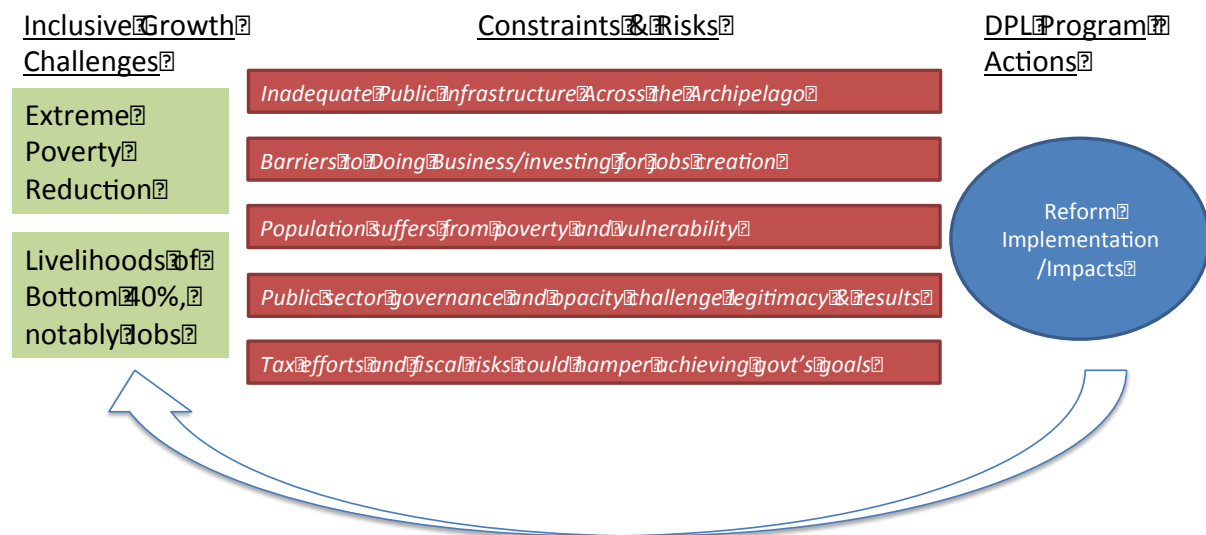 Inclusive Growth
Challenges
Constraints & Risks
DPL Program
Actions
Extreme
Poverty
Reduction
Livelihoods of
Bottom 40%,
notably Jobs
Inadequate Public Infrastructure Across the Archipelago
Barriers to Doing Business/investing for jobs creation
Population suffers from poverty and vulnerability
Public sector governance and opacity challenge legitimacy & results
Tax efforts and fiscal risks could hamper achieving govt's goals
Reform
Implementation
/Impacts